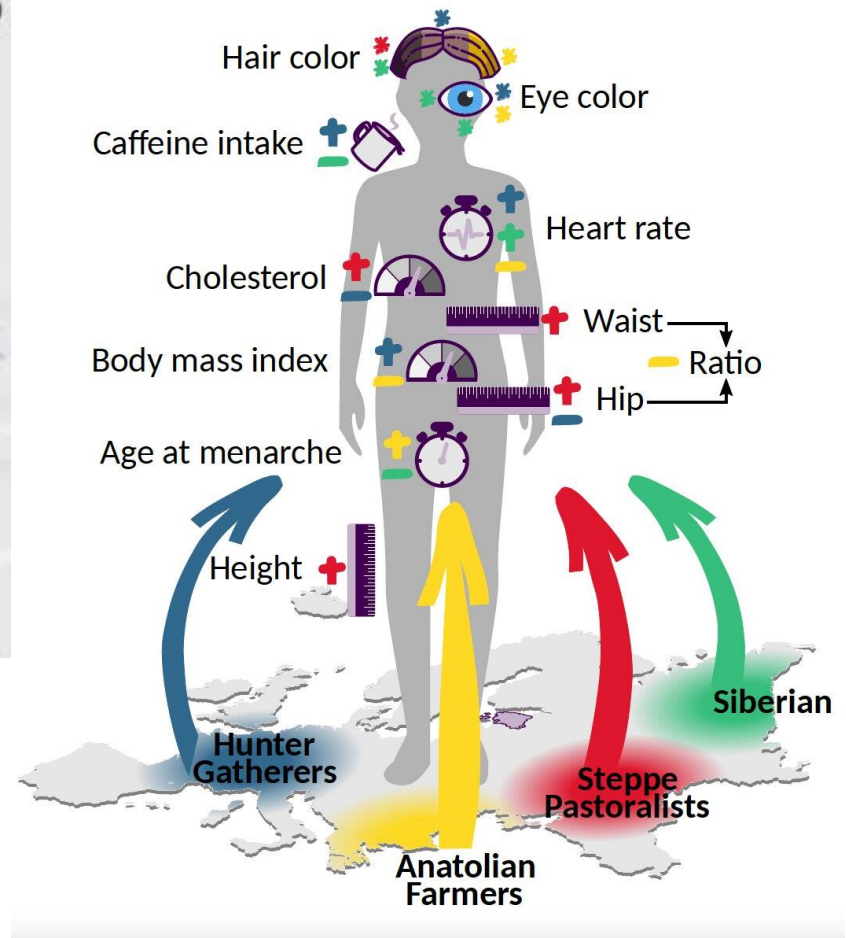 Hair color
Eye color
Caffeine intake
Heart rate
Cholesterol
Waist
Body mass index
Ratio
Hip
Age at menarche
Height
Siberian
Hunter
Gatherers
Steppe
Pastoralists
Anatolian
Farmers